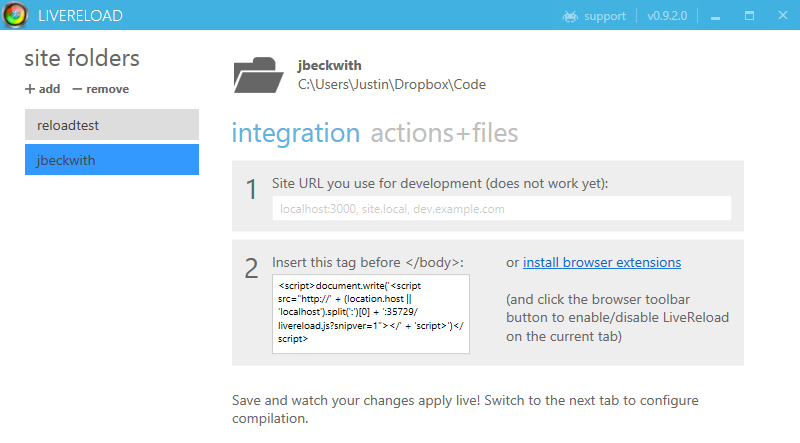 LIVERELOAD
support
v0.9.2.0
site folders
+ add − remove
reloadtest
jbeckwith
jbeckwith
C:\Users\Justin\Dropbox\Code
integration actions+files
1
Site URL you use for development (does not work yet):
localhost:3000, site.local, dev.example.com
2
Insert this tag before </body>:
<script>document.write('<script
src="http://' + (location.host ||
'localhost').split(':')[0] + ':35729/
livereload.js?snipver=1"></' + 'script>')</
script>
or install browser extensions
(and click the browser toolbar
button to enable/disable LiveReload
on the current tab)
Save and watch your changes apply live! Switch to the next tab to configure
compilation.